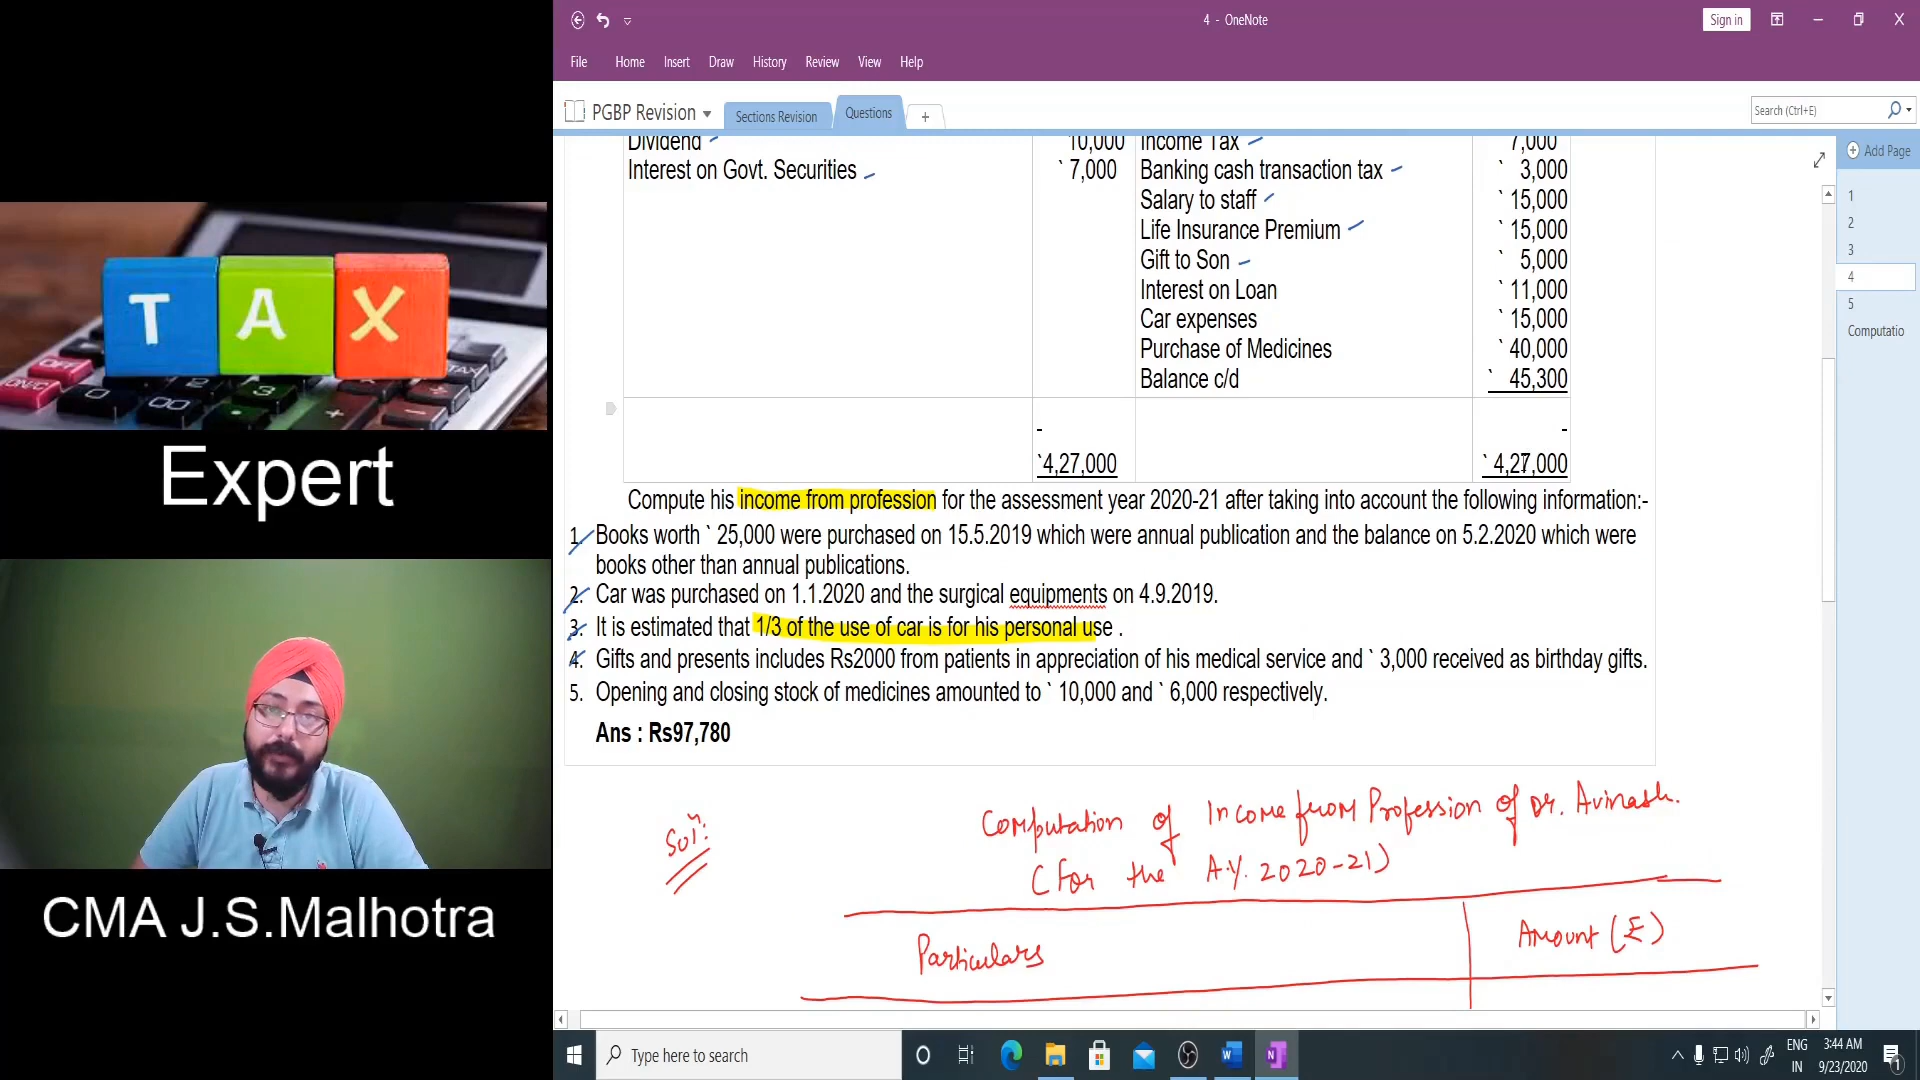 4 - OneNote
Sign in
File Home Insert Draw History Review View Help
PGBP Revision
Sections Revision
Questions
+
Search (Ctrl+E)
Add Page
1
2
3
4
5
Computatio
Dividend 10,000 Income Tax 7,000
Interest on Govt. Securities ` 7,000 Banking cash transaction tax ` 3,000
Salary to staff ` 15,000
Life Insurance Premium ` 15,000
Gift to Son ` 5,000
Interest on Loan ` 11,000
Car expenses ` 15,000
Purchase of Medicines ` 40,000
Balance c/d ` 45,300
- -
`4,27,000 ` 4,27,000
Compute his income from profession for the assessment year 2020-21 after taking into account the following information:-
1. Books worth ` 25,000 were purchased on 15.5.2019 which were annual publication and the balance on 5.2.2020 which were
books other than annual publications.
2. Car was purchased on 1.1.2020 and the surgical equipments on 4.9.2019.
3. It is estimated that 1/3 of the use of car is for his personal use .
4. Gifts and presents includes Rs2000 from patients in appreciation of his medical service and ` 3,000 received as birthday gifts.
5. Opening and closing stock of medicines amounted to ` 10,000 and ` 6,000 respectively.
Ans : Rs97,780
Solⁿ:
Computation of Income from Profession of Dr. Avinash.
(For the A.Y. 2020-21)
Particulars Amount (₹)
T A X
Expert
CMA J.S.Malhotra
Type here to search
ENG
IN
3:44 AM
9/23/2020
1